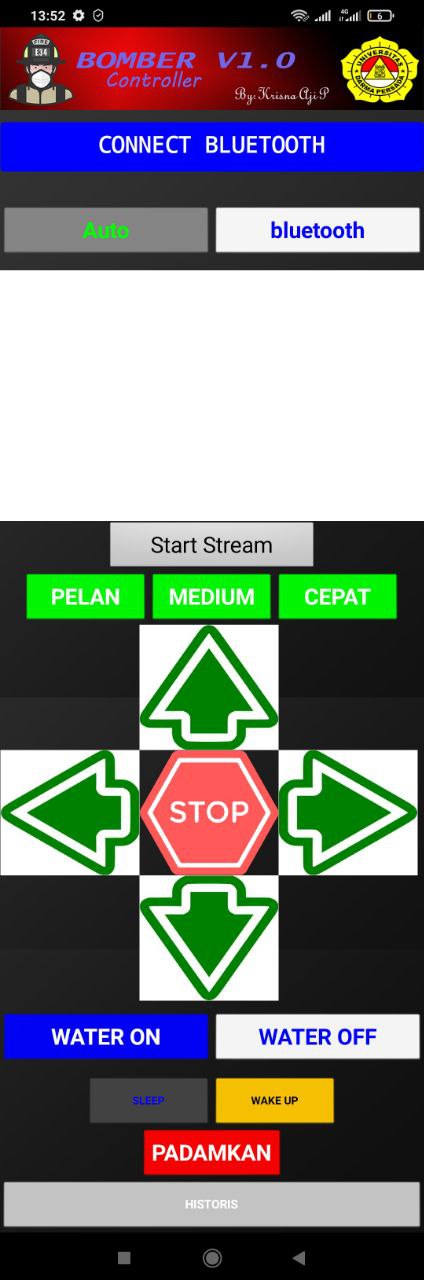 13:52
4G
6
FIRE
E34
BOMBER V1.0
Controller
By: Krisna Aji P
UNIVERSITAS
DARMA PERSADA
CONNECT BLUETOOTH
Auto bluetooth
Start Stream
PELAN MEDIUM CEPAT
STOP
WATER ON WATER OFF
SLEEP WAKE UP
PADAMKAN
HISTORIS